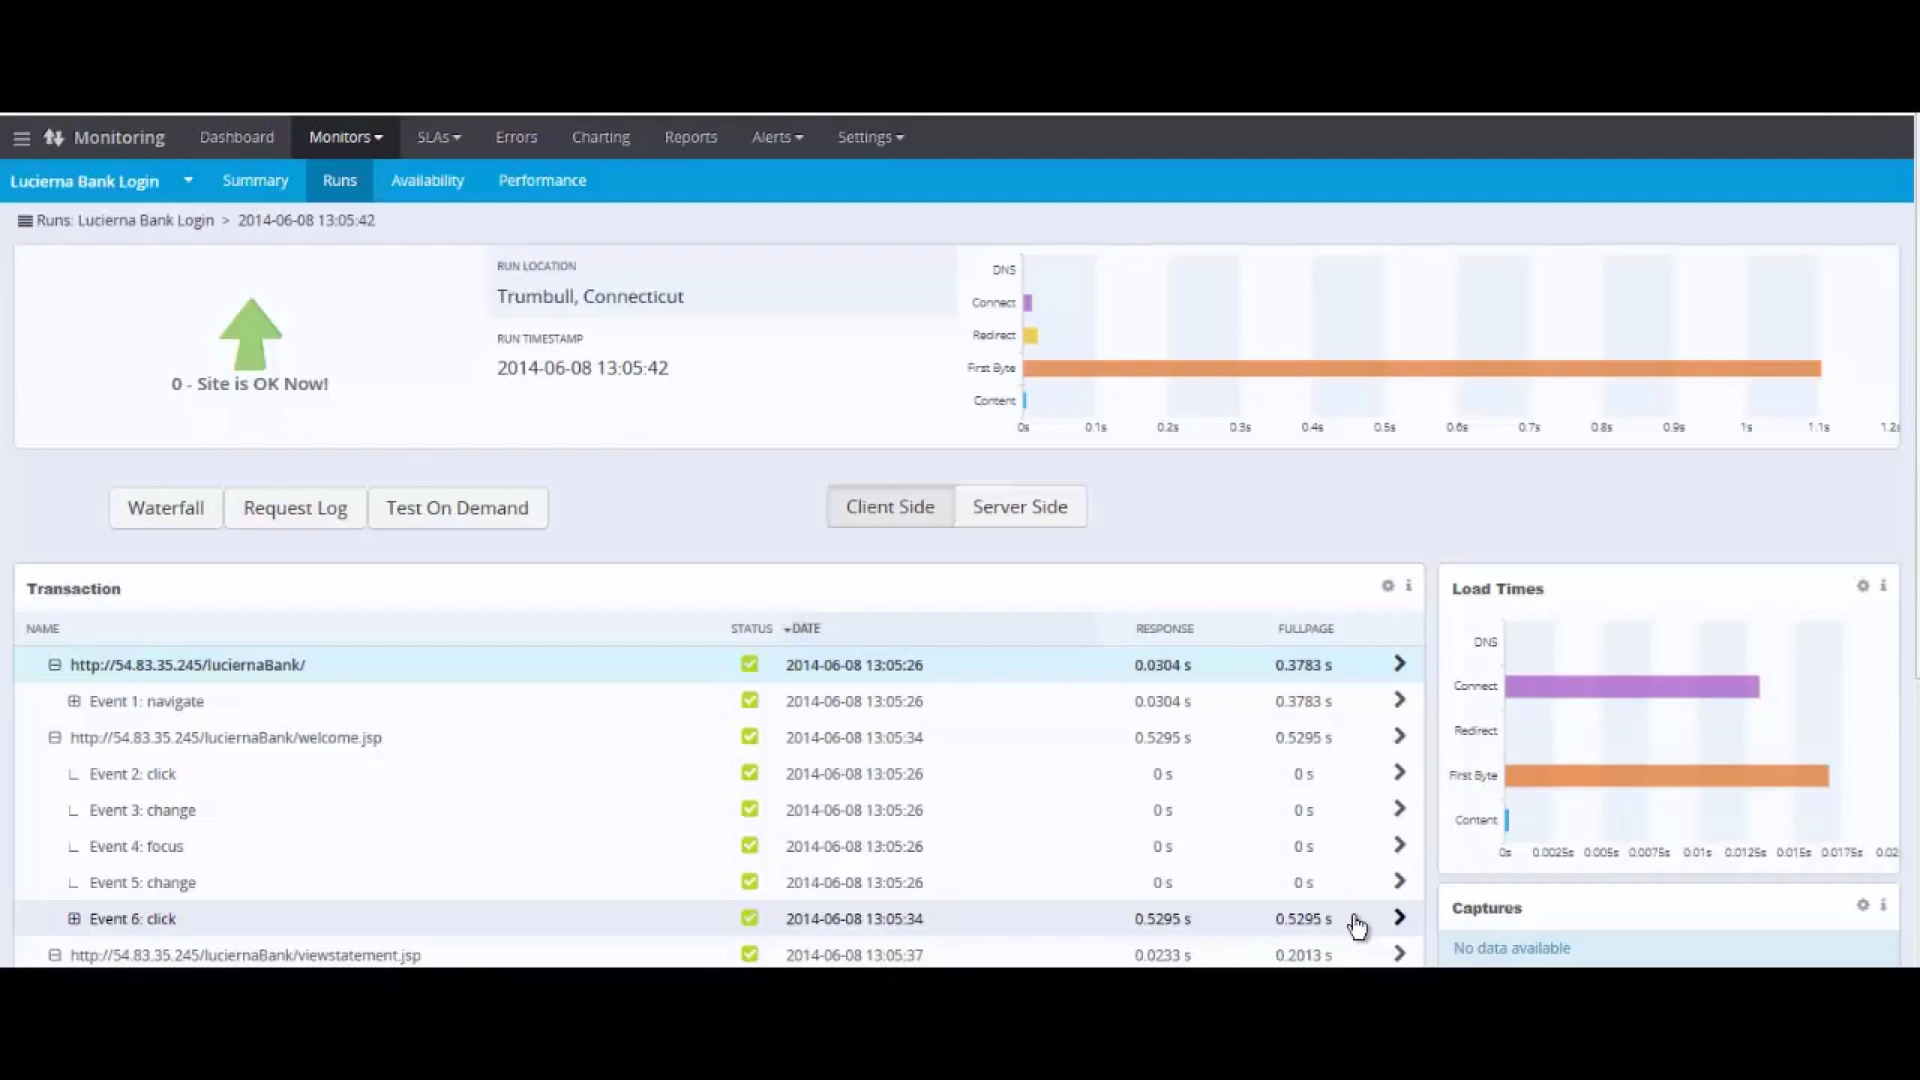 Monitoring Dashboard Monitors SLAs Errors Charting Reports Alerts Settings
Lucierna Bank Login Summary Runs Availability Performance
Runs: Lucierna Bank Login > 2014-06-08 13:05:42
0 - Site is OK Now!
RUN LOCATION
Trumbull, Connecticut
RUN TIMESTAMP
2014-06-08 13:05:42
DNS
Connect
Redirect
First Byte
Content
0s 0.1s 0.2s 0.3s 0.4s 0.5s 0.6s 0.7s 0.8s 0.9s 1s 1.1s 1.2s
Waterfall Request Log Test On Demand Client Side Server Side
Transaction
NAME STATUS DATE RESPONSE FULLPAGE
http://54.83.35.245/luciernaBank/ 2014-06-08 13:05:26 0.0304 s 0.3783 s
Event 1: navigate 2014-06-08 13:05:26 0.0304 s 0.3783 s
http://54.83.35.245/luciernaBank/welcome.jsp 2014-06-08 13:05:34 0.5295 s 0.5295 s
Event 2: click 2014-06-08 13:05:26 0 s 0 s
Event 3: change 2014-06-08 13:05:26 0 s 0 s
Event 4: focus 2014-06-08 13:05:26 0 s 0 s
Event 5: change 2014-06-08 13:05:26 0 s 0 s
Event 6: click 2014-06-08 13:05:34 0.5295 s 0.5295 s
http://54.83.35.245/luciernaBank/viewstatement.jsp 2014-06-08 13:05:37 0.0233 s 0.2013 s
Load Times
DNS
Connect
Redirect
First Byte
Content
0s 0.0025s 0.005s 0.0075s 0.01s 0.0125s 0.015s 0.0175s 0.02
Captures
No data available